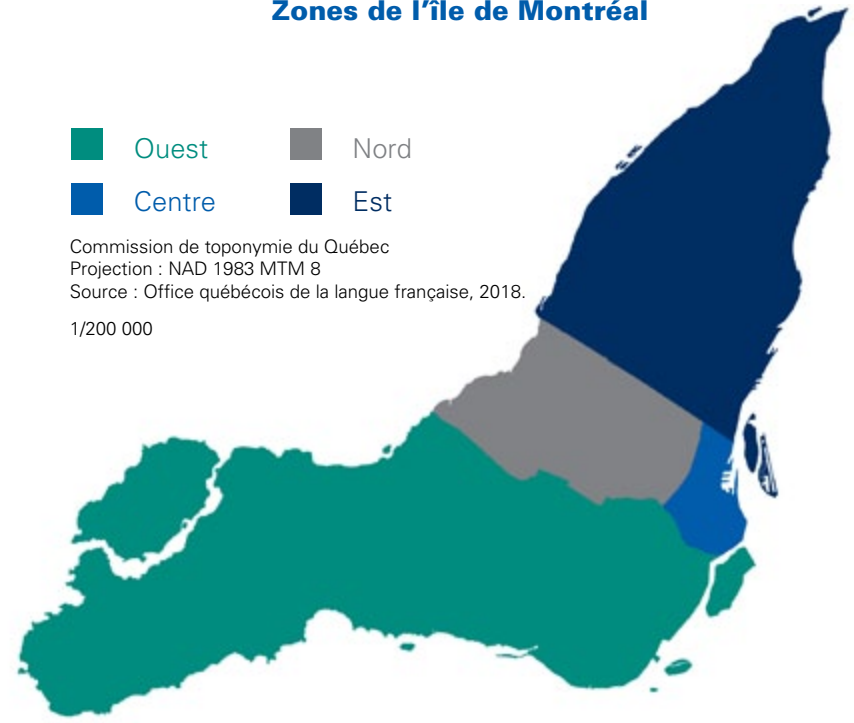 Zones de l'île de Montréal
Ouest
Nord
Centre
Est
Commission de toponymie du Québec
Projection : NAD 1983 MTM 8
Source : Office québécois de la langue française, 2018.
1/200 000